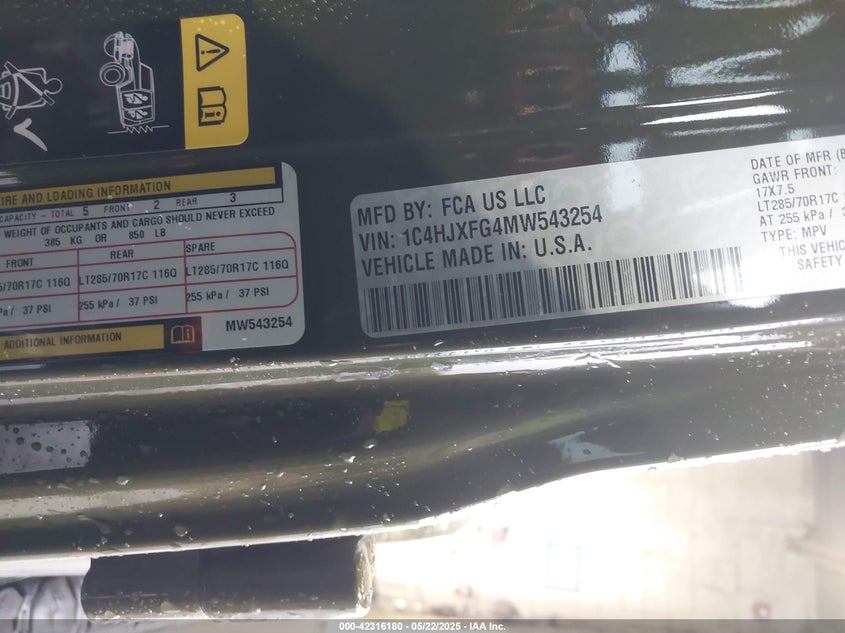 TIRE AND LOADING INFORMATION
CAPACITY - TOTAL 5 FRONT 2 REAR 3
WEIGHT OF OCCUPANTS AND CARGO SHOULD NEVER EXCEED
385 KG OR 850 LB
FRONT REAR SPARE
/70R17C 116Q LT285/70R17C 116Q LT285/70R17C 116Q
/ 37 PSI 255 kPa / 37 PSI 255 kPa / 37 PSI
ADDITIONAL INFORMATION
MW543254
MFD BY: FCA US LLC
VIN: 1C4HJXFG4MW543254
VEHICLE MADE IN: U.S.A.
DATE OF MFR
GAWR FRONT:
17X7.5
LT285/70R17C
AT 255 kPa /
TYPE: MPV
THIS VEHIC
SAFETY
000-42316180 - 05/22/2025 - IAA Inc.